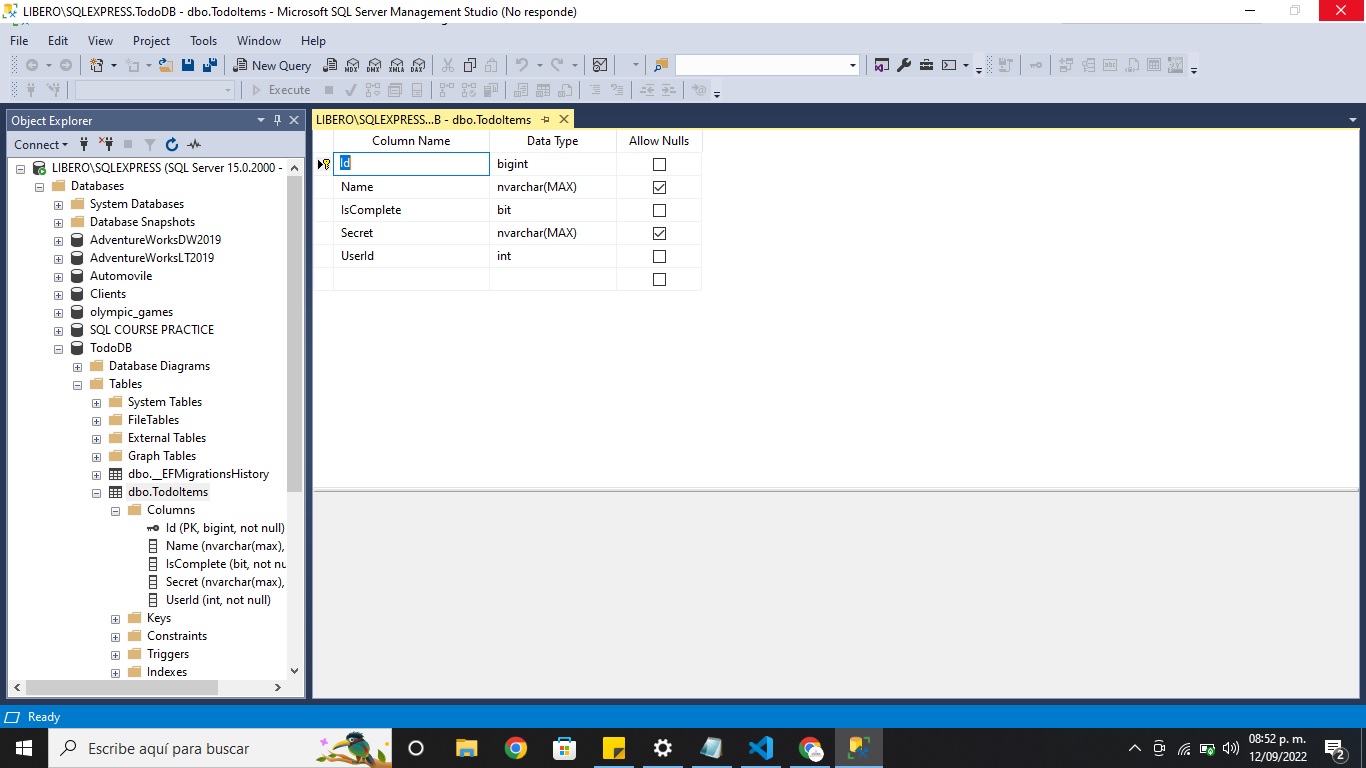 LIBERO\SQLEXPRESS.TodoDB - dbo.TodoItems - Microsoft SQL Server Management Studio (No responde)
File Edit View Project Tools Window Help
New Query MDX DMX XMLA DAX
Execute
Object Explorer
LIBERO\SQLEXPRESS...B - dbo.TodoItems
Connect
Column Name Data Type Allow Nulls
Id bigint
Name nvarchar(MAX)
IsComplete bit
Secret nvarchar(MAX)
UserId int
LIBERO\SQLEXPRESS (SQL Server 15.0.2000 -
Databases
System Databases
Database Snapshots
AdventureWorksDW2019
AdventureWorksLT2019
Automovile
Clients
olympic_games
SQL COURSE PRACTICE
TodoDB
Database Diagrams
Tables
System Tables
FileTables
External Tables
Graph Tables
dbo.__EFMigrationsHistory
dbo.TodoItems
Columns
Id (PK, bigint, not null)
Name (nvarchar(max),
IsComplete (bit, not nu
Secret (nvarchar(max),
UserId (int, not null)
Keys
Constraints
Triggers
Indexes
Ready
Escribe aquí para buscar
08:52 p. m.
12/09/2022
2